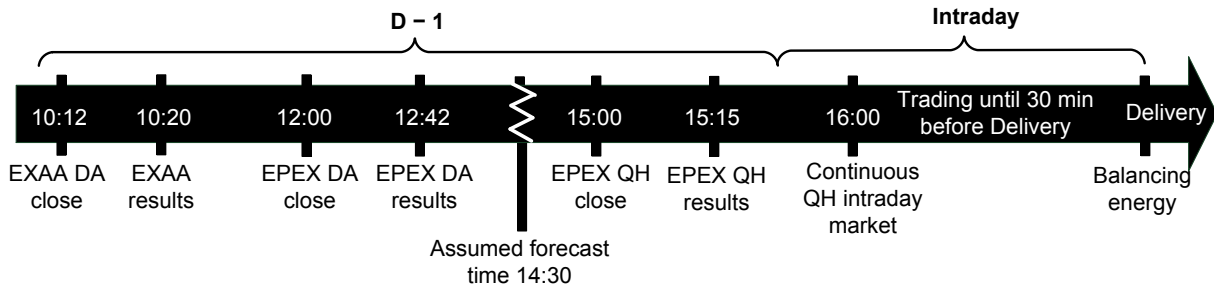 D − 1
Intraday
10:12
10:20
12:00
12:42
15:00
15:15
16:00
Trading until 30 min
before Delivery
Delivery
EXAA DA
close
EXAA
results
EPEX DA
close
EPEX DA
results
EPEX QH
close
EPEX QH
results
Continuous
QH intraday
market
Balancing
energy
Assumed forecast
time 14:30